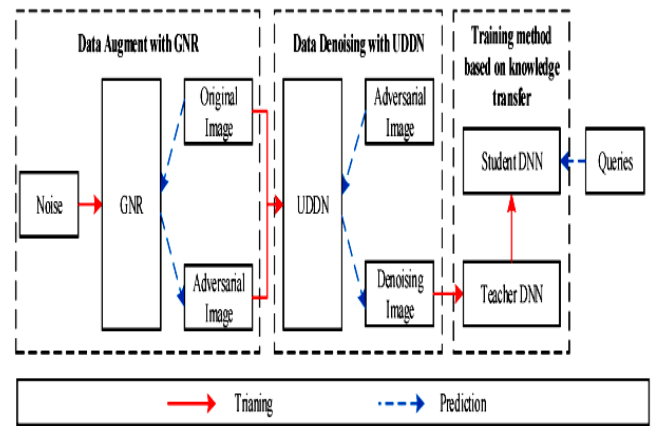 Data Augment with GNR
Original
Image
Noise
GNR
Adversarial
Image
Data Denoising with UDDN
Adversarial
Image
UDDN
Denoising
Image
Training method
based on knowledge
transfer
Student DNN
Queries
Teacher DNN
Trianing
Prediction